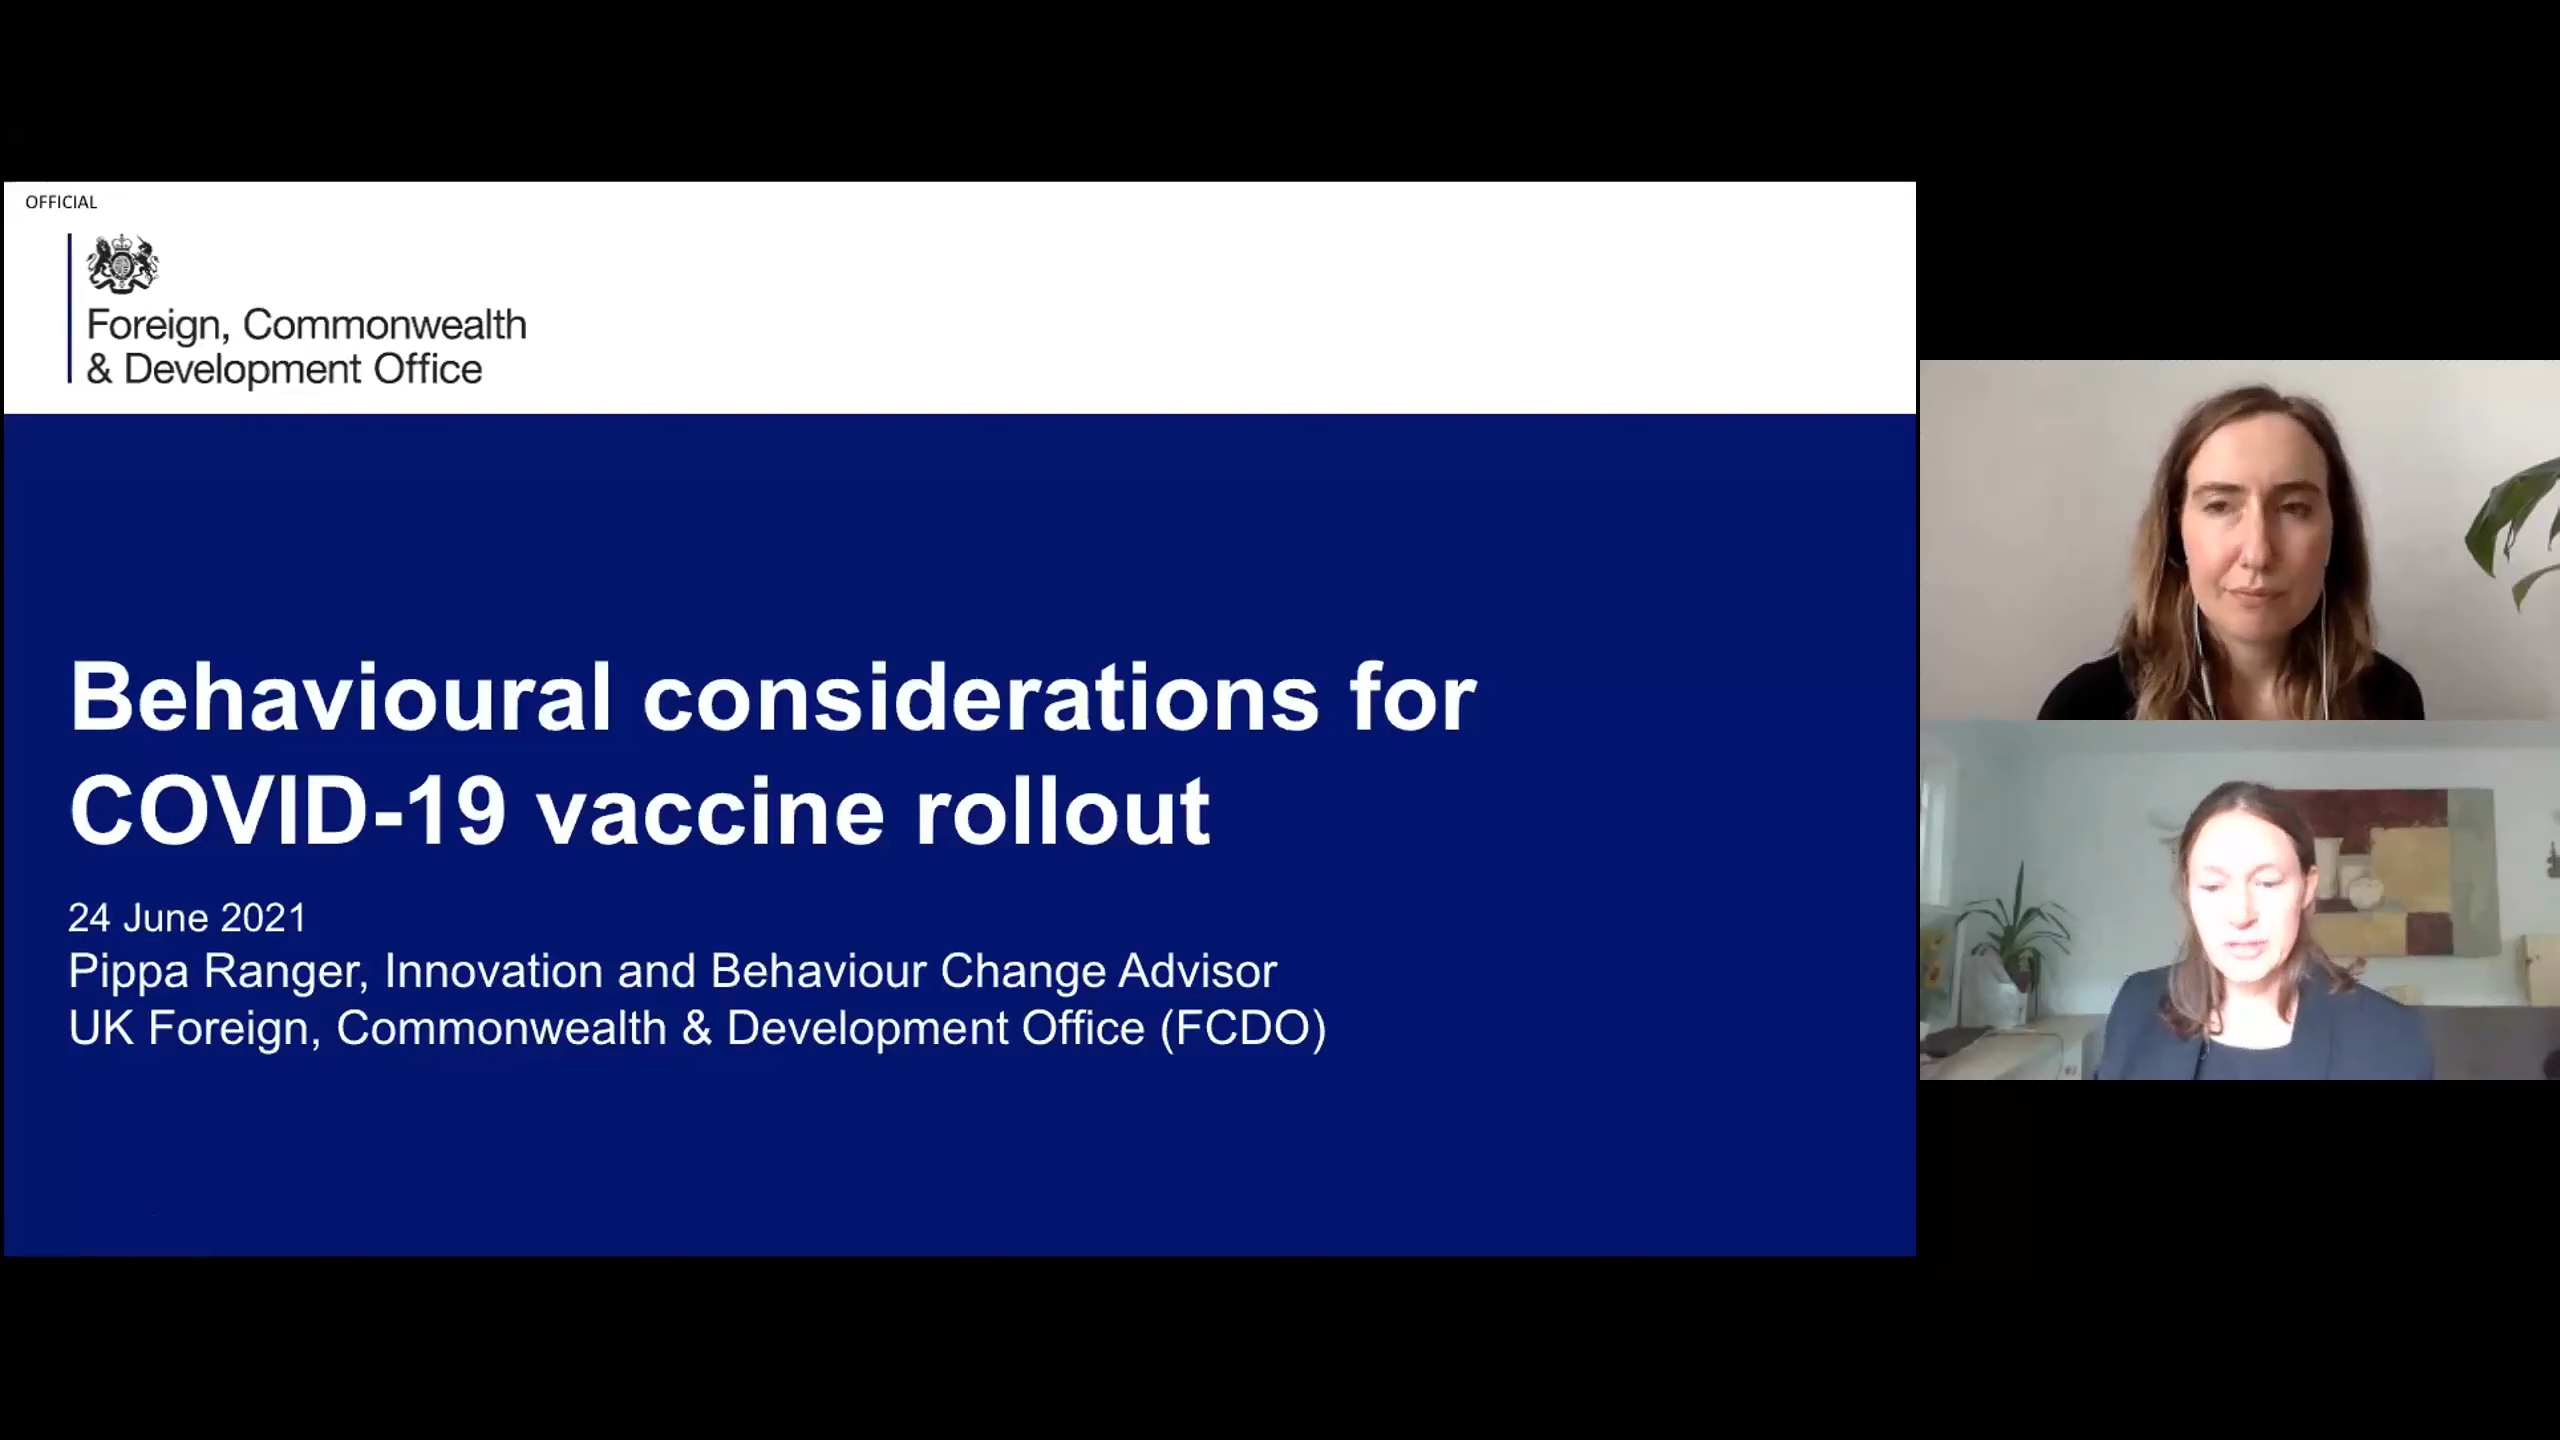 OFFICIAL
Foreign, Commonwealth
& Development Office
Behavioural considerations for
COVID-19 vaccine rollout
24 June 2021
Pippa Ranger, Innovation and Behaviour Change Advisor
UK Foreign, Commonwealth & Development Office (FCDO)